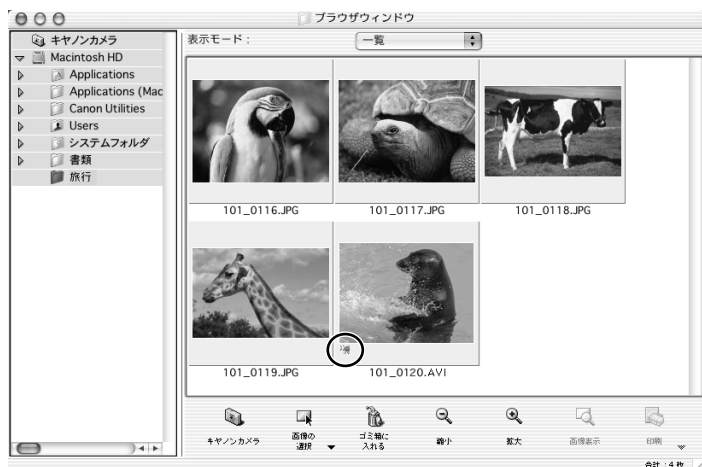 ブラウザウィンドウ
キヤノンカメラ
Macintosh HD
Applications
Applications (Mac
Canon Utilities
Users
システムフォルダ
書類
旅行
表示モード：
一覧
101_0116.JPG
101_0117.JPG
101_0118.JPG
101_0119.JPG
101_0120.AVI
キヤノンカメラ
画像の
選択
ゴミ箱に
入れる
縮小
拡大
画像表示
印刷
合計：4 枚